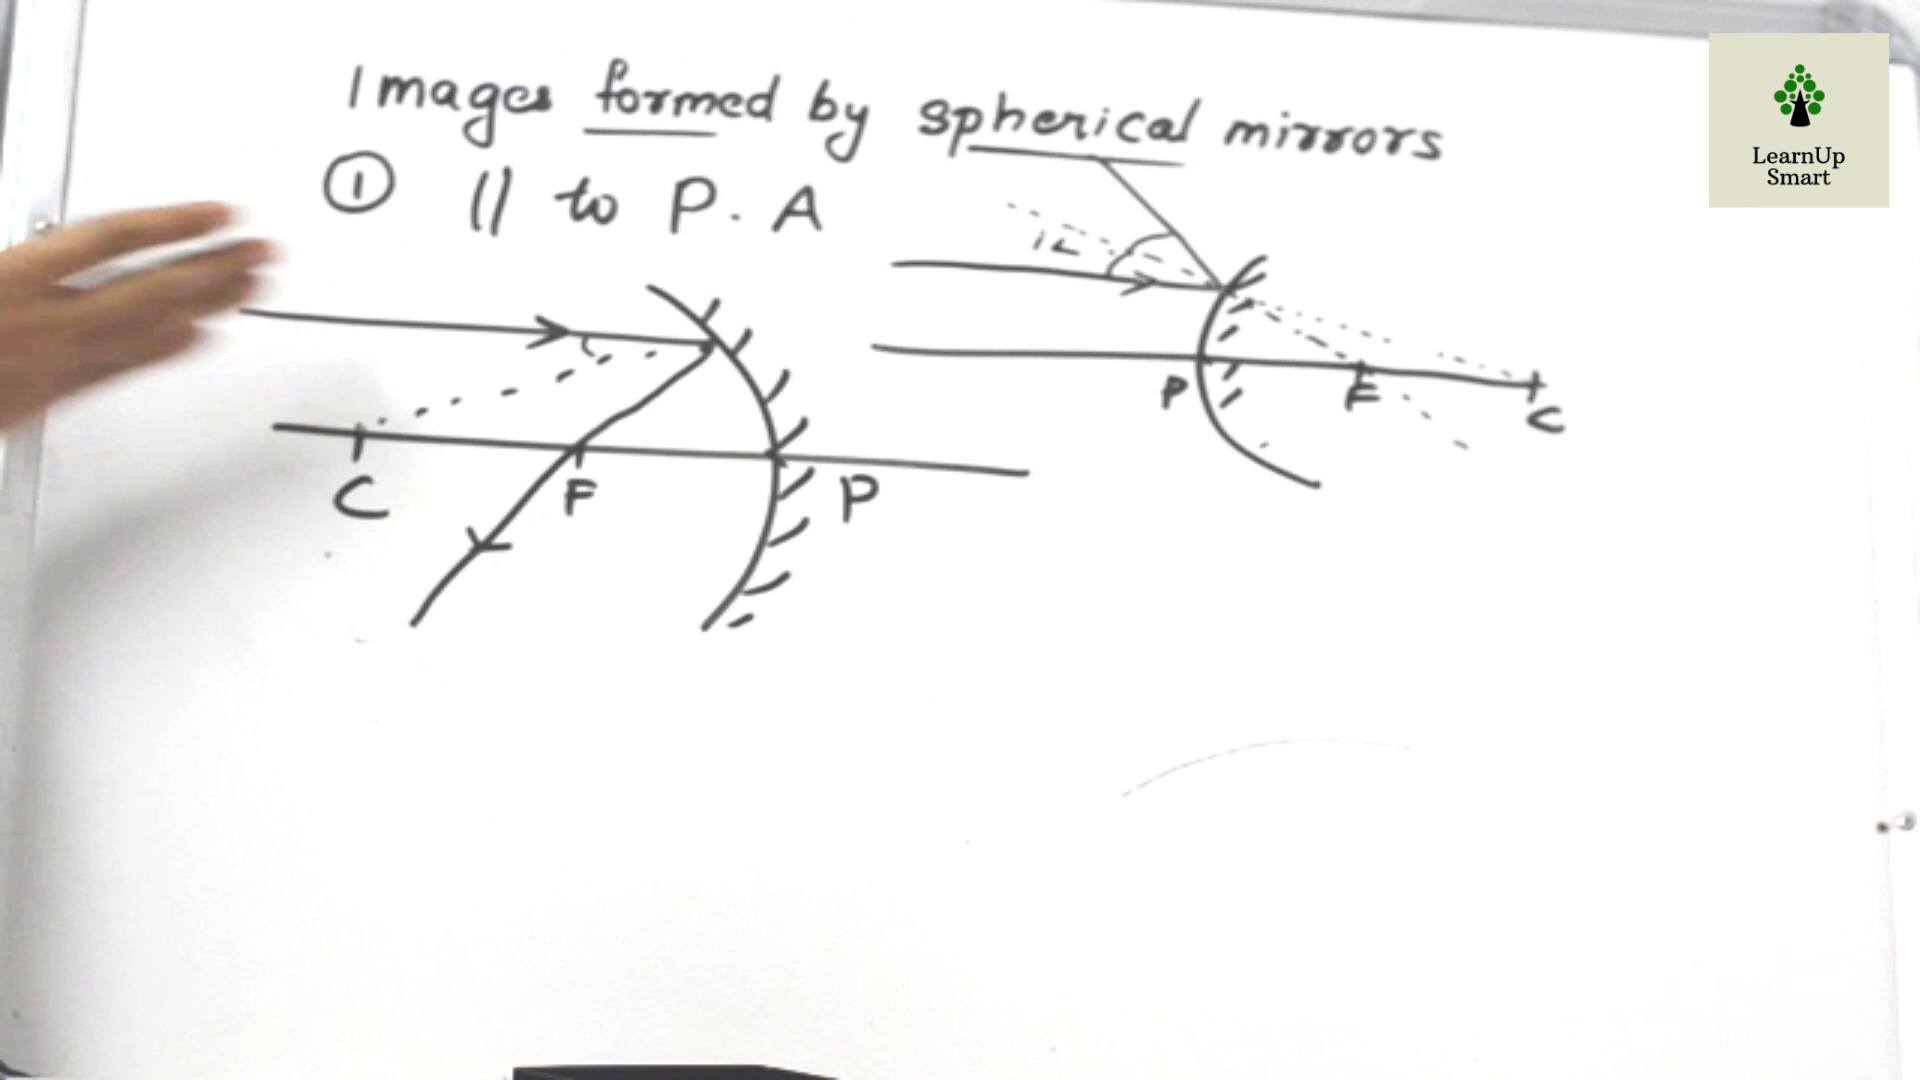 Images formed by spherical mirrors
① || to P. A
i
C
F
P
P
F
C
LearnUp
Smart